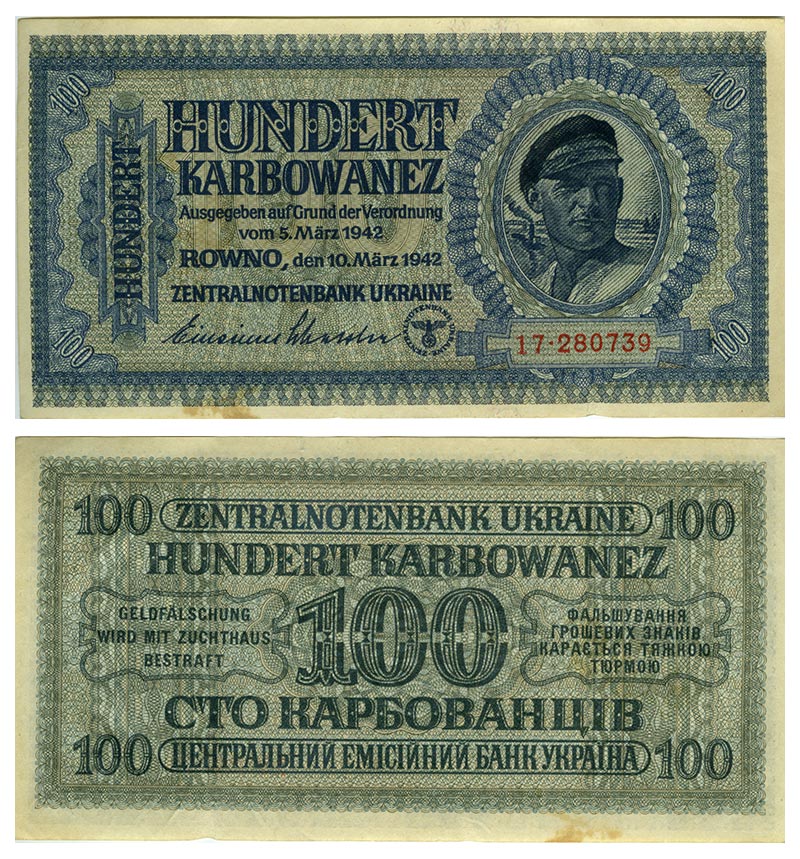 100
100
HUNDERT
HUNDERT
KARBOWANEZ
Ausgegeben auf Grund der Verordnung
vom 5. März 1942
ROWNO, den 10. März 1942
ZENTRALNOTENBANK UKRAINE
17·280739
100
100
100 ZENTRALNOTENBANK UKRAINE 100
HUNDERT KARBOWANEZ
GELDFÄLSCHUNG
WIRD MIT ZUCHTHAUS
BESTRAFT
100
ФАЛЬШУВАННЯ
ГРОШЕВИХ ЗНАКІВ
КАРАЄТЬСЯ ТЯЖКОЮ
ТЮРМОЮ
СТО КАРБОВАНЦІВ
100 ЦЕНТРАЛЬНИЙ ЕМІСІЙНИЙ БАНК УКРАЇНА 100